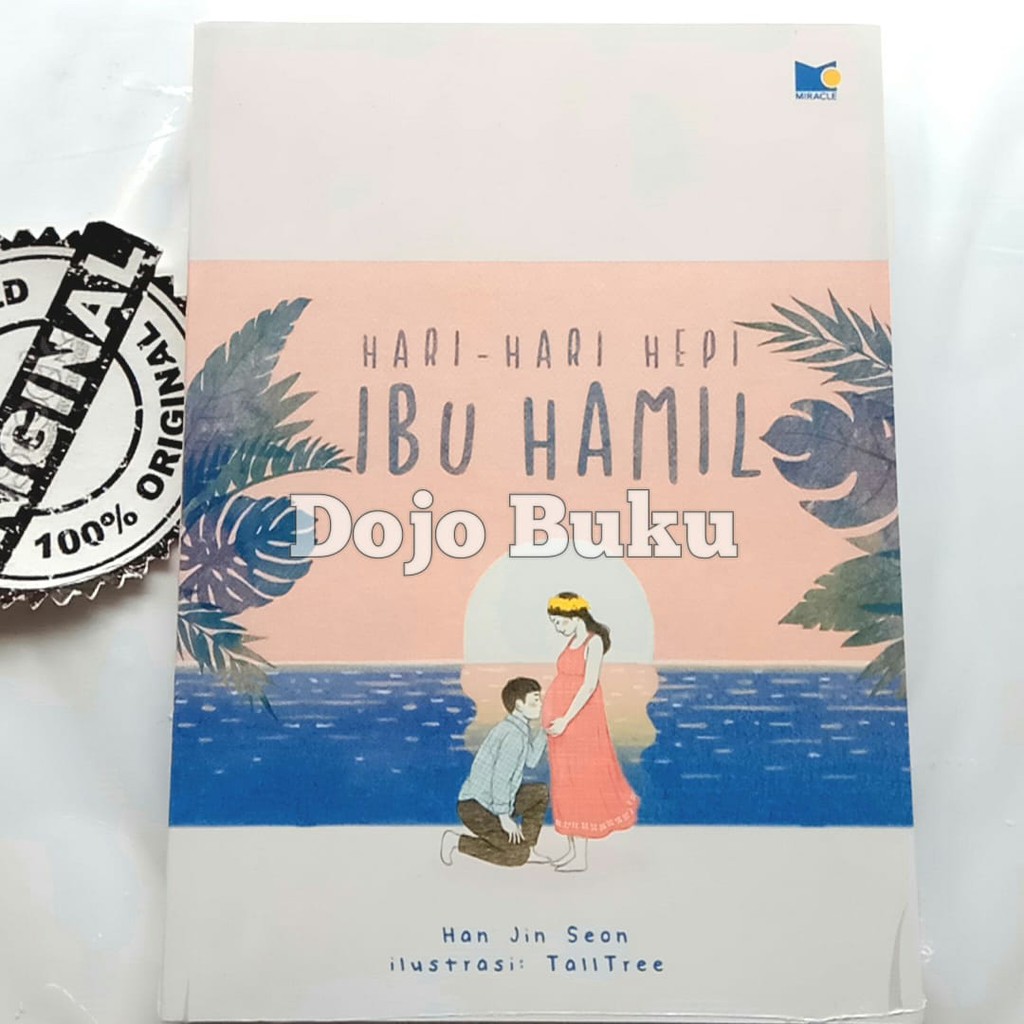 MIRACLE
HARI-HARI HEPI
IBU HAMIL
Dojo Buku
ORIGINAL
100% ORIGINAL
Han Jin Seon
ilustrasi: TallTree